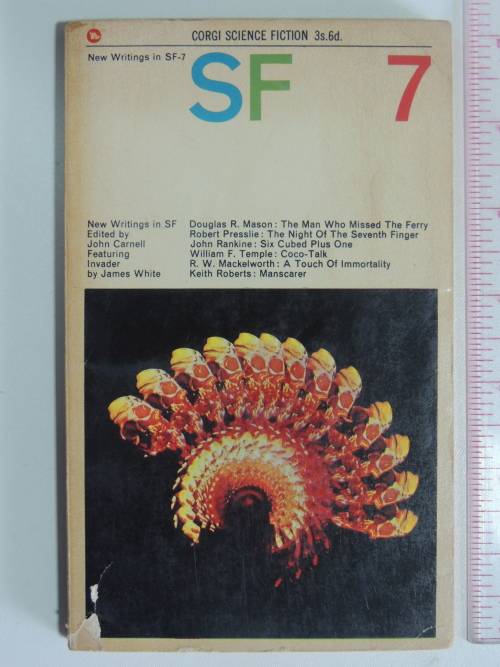 CORGI SCIENCE FICTION 3s.6d.
New Writings in SF-7
SF 7
New Writings in SF
Edited by
John Carnell
Featuring
Invader
by James White
Douglas R. Mason: The Man Who Missed The Ferry
Robert Presslie: The Night Of The Seventh Finger
John Rankine: Six Cubed Plus One
William F. Temple: Coco-Talk
R. W. Mackelworth: A Touch Of Immortality
Keith Roberts: Manscarer